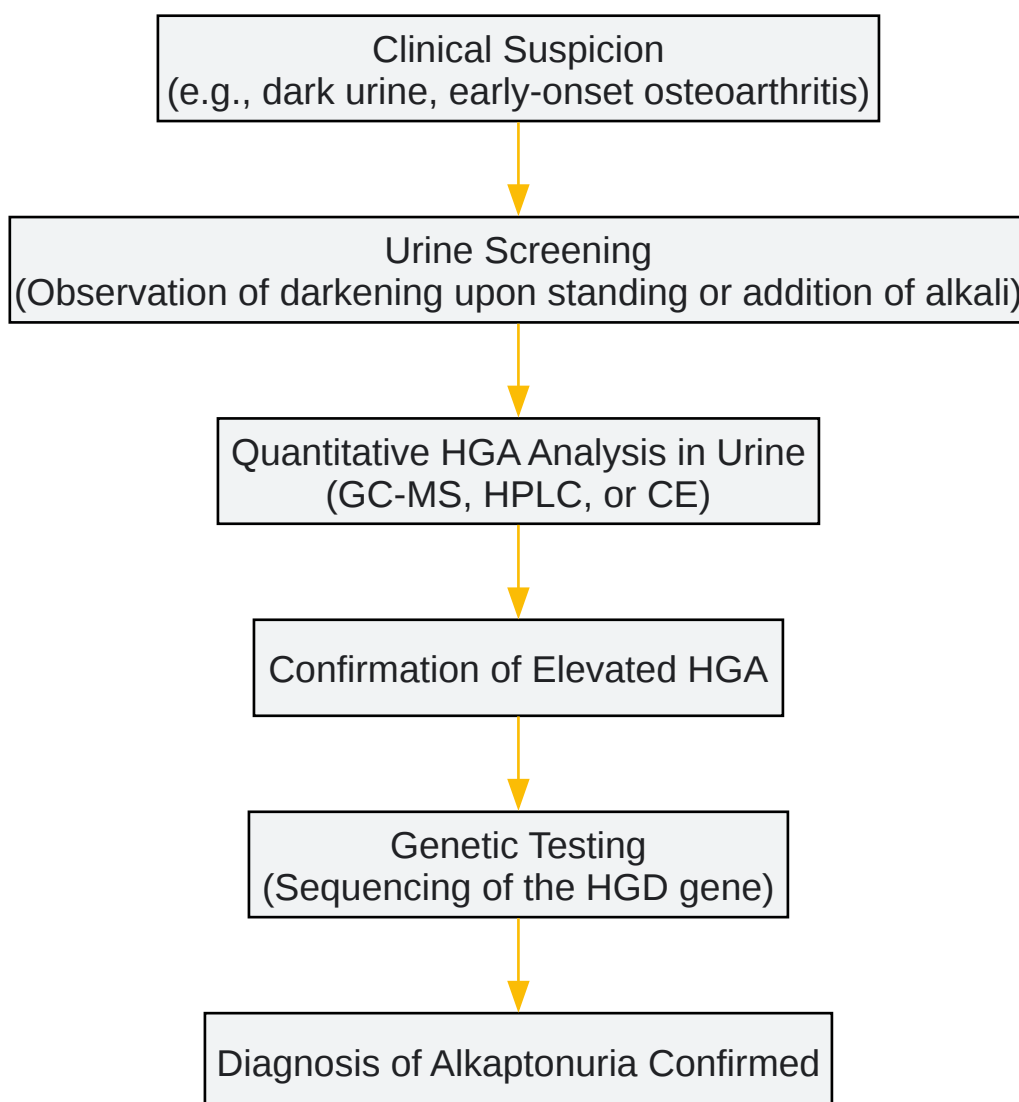 Clinical Suspicion
(e.g., dark urine, early-onset osteoarthritis)
Urine Screening
(Observation of darkening upon standing or addition of alkali)
Quantitative HGA Analysis in Urine
(GC-MS, HPLC, or CE)
Confirmation of Elevated HGA
Genetic Testing
(Sequencing of the HGD gene)
Diagnosis of Alkaptonuria Confirmed